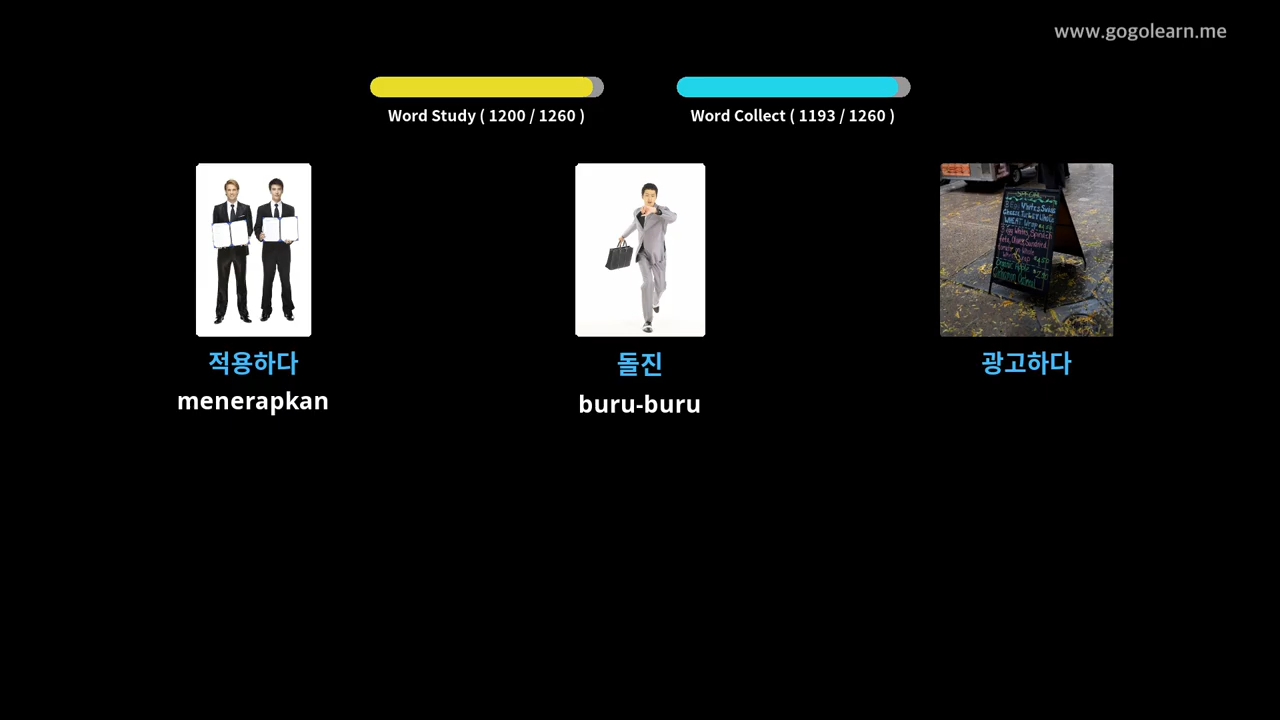 www.gogolearn.me
Word Study ( 1200 / 1260 )
Word Collect ( 1193 / 1260 )
적용하다
menerapkan
돌진
buru-buru
광고하다